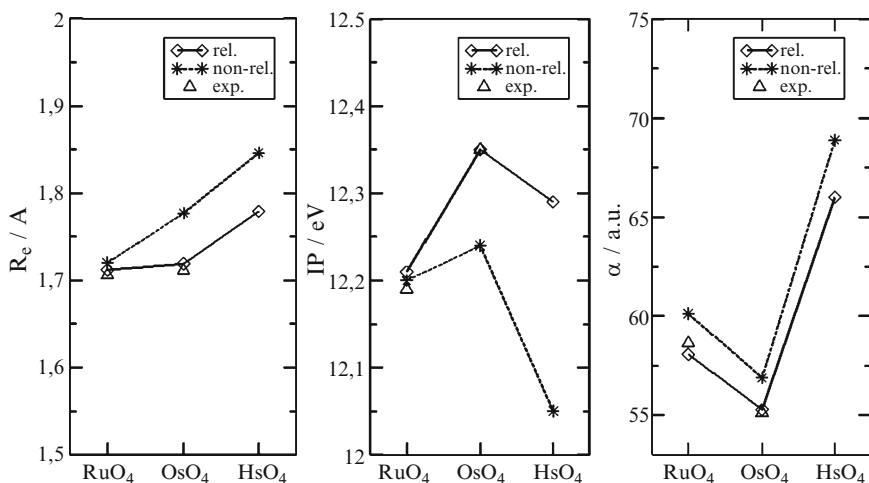 2
1,9
1,8
1,7
1,6
1,5
Re / A
rel.
non-rel.
exp.
RuO4 OsO4 HsO4
12.5
12,4
12,3
12,2
12,1
12
IP / eV
rel.
non-rel.
exp.
RuO4 OsO4 HsO4
75
70
65
60
55
α / a.u.
rel.
non-rel.
exp.
RuO4 OsO4 HsO4